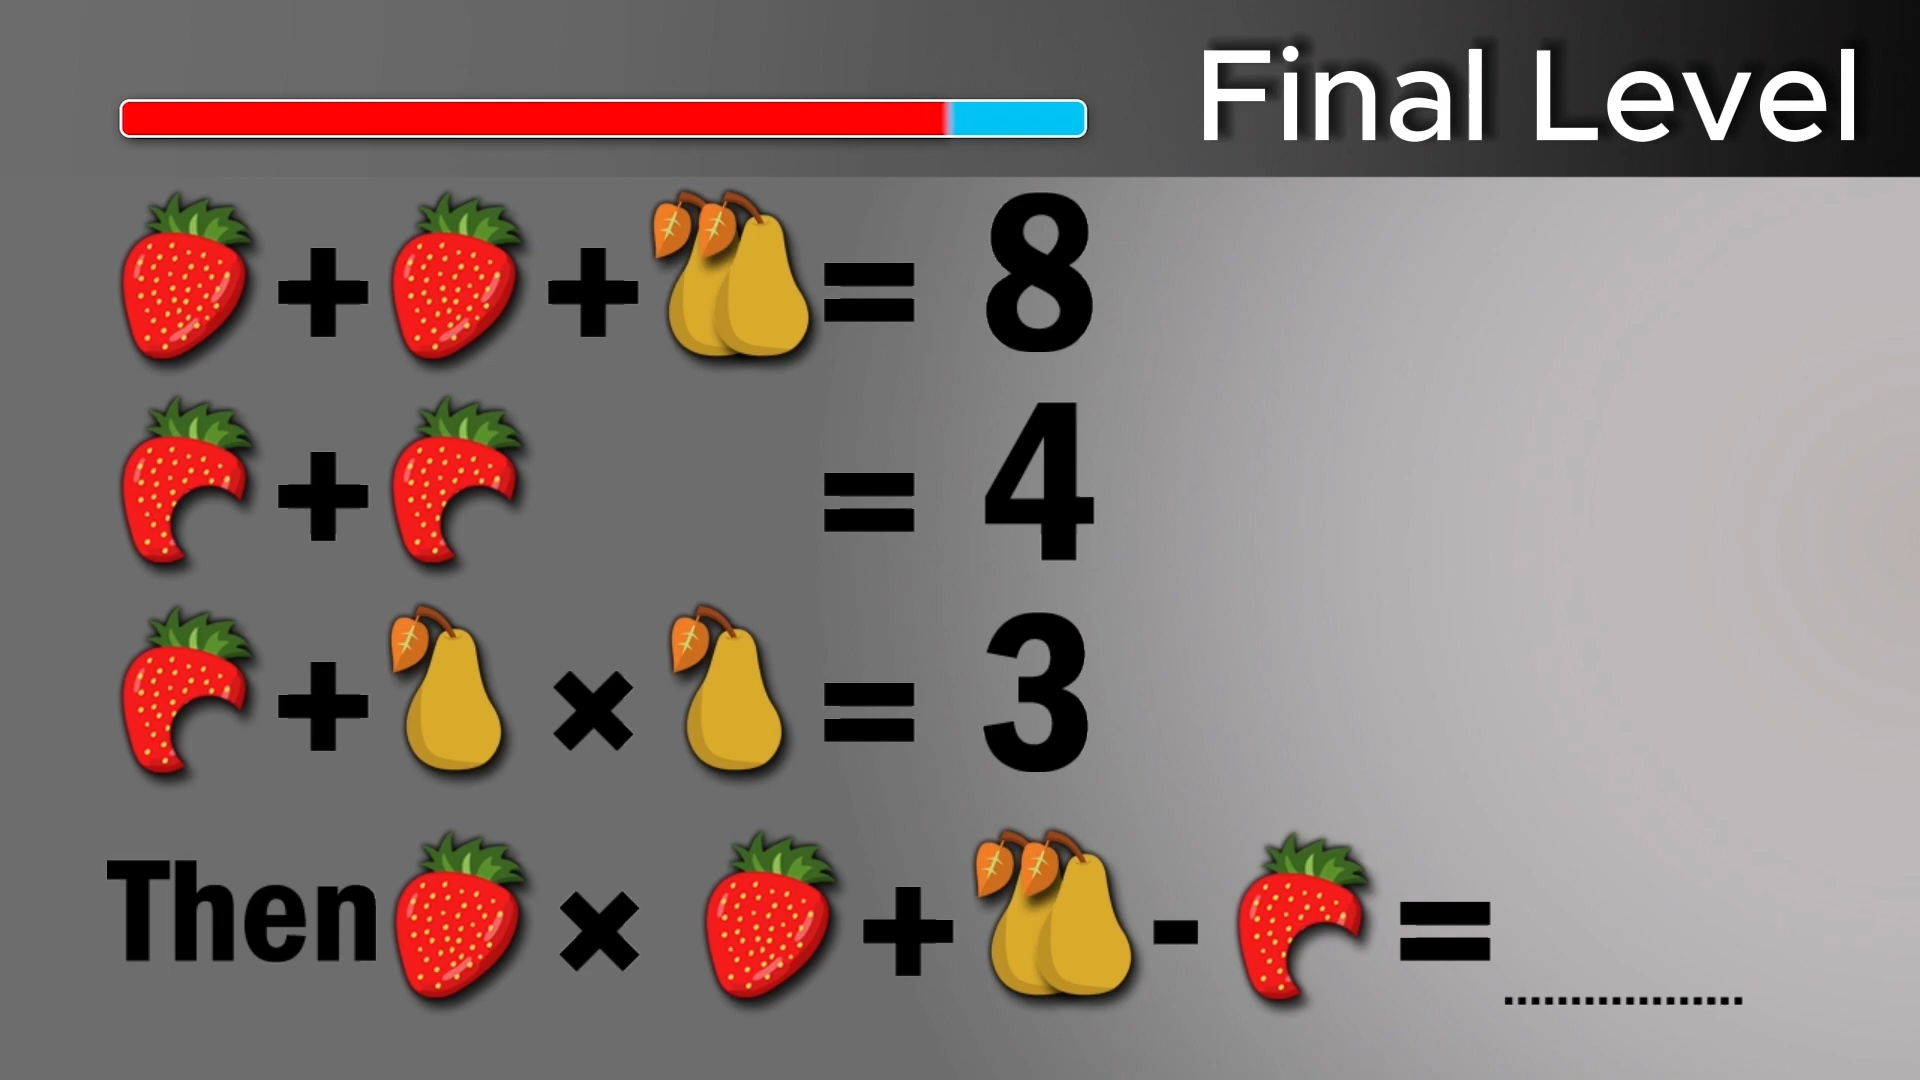 Final Level
+ + = 8
+ = 4
+ × = 3
Then × + - = .................